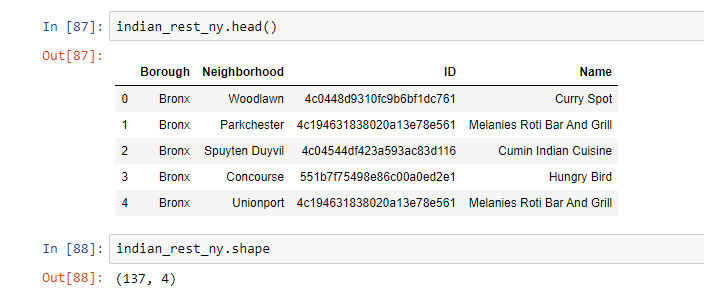 In [87]: indian_rest_ny.head()
Out[87]:
Borough Neighborhood ID Name
0 Bronx Woodlawn 4c0448d9310fc9b6bf1dc761 Curry Spot
1 Bronx Parkchester 4c194631838020a13e78e561 Melanies Roti Bar And Grill
2 Bronx Spuyten Duyvil 4c04544df423a593ac83d116 Cumin Indian Cuisine
3 Bronx Concourse 551b7f75498e86c00a0ed2e1 Hungry Bird
4 Bronx Unionport 4c194631838020a13e78e561 Melanies Roti Bar And Grill
In [88]: indian_rest_ny.shape
Out[88]: (137, 4)